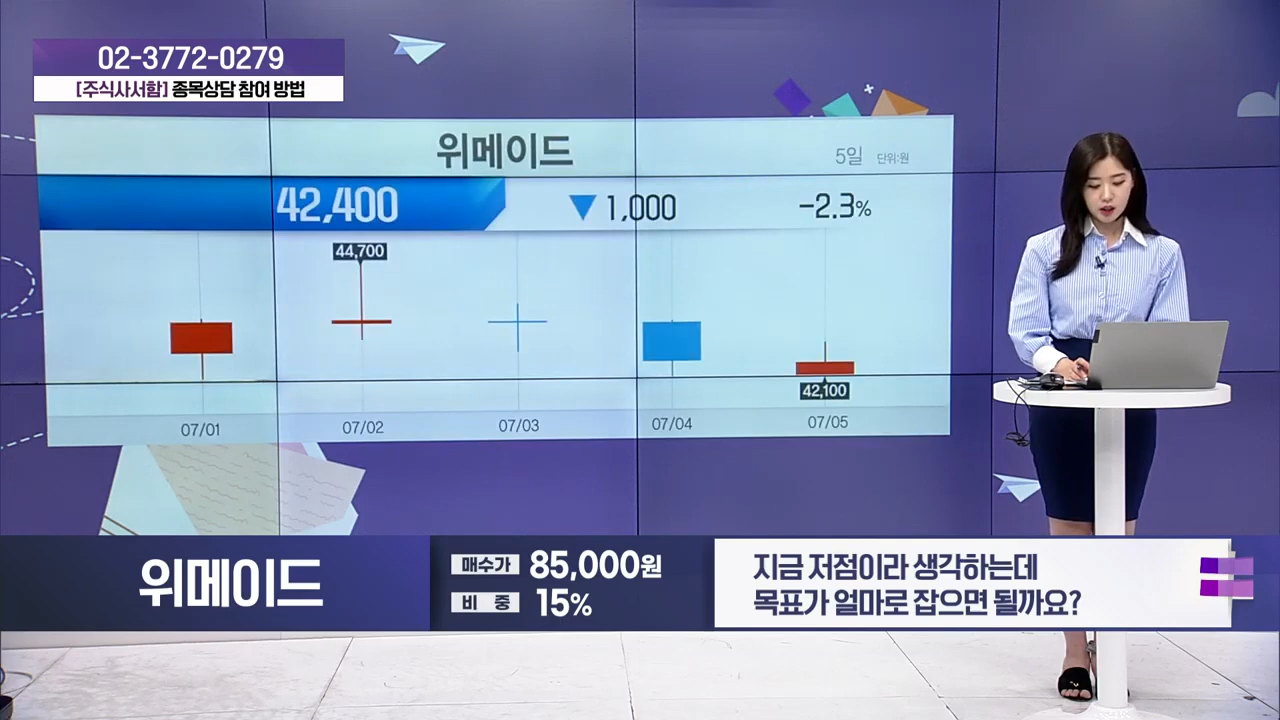 02-3772-0279
[주식사서함] 종목상담 참여 방법
위메이드
5일 단위:원
42,400 ▼ 1,000 -2.3%
44,700
42,100
07/01 07/02 07/03 07/04 07/05
위메이드
매수가 85,000원
비 중 15%
지금 저점이라 생각하는데
목표가 얼마로 잡으면 될까요?